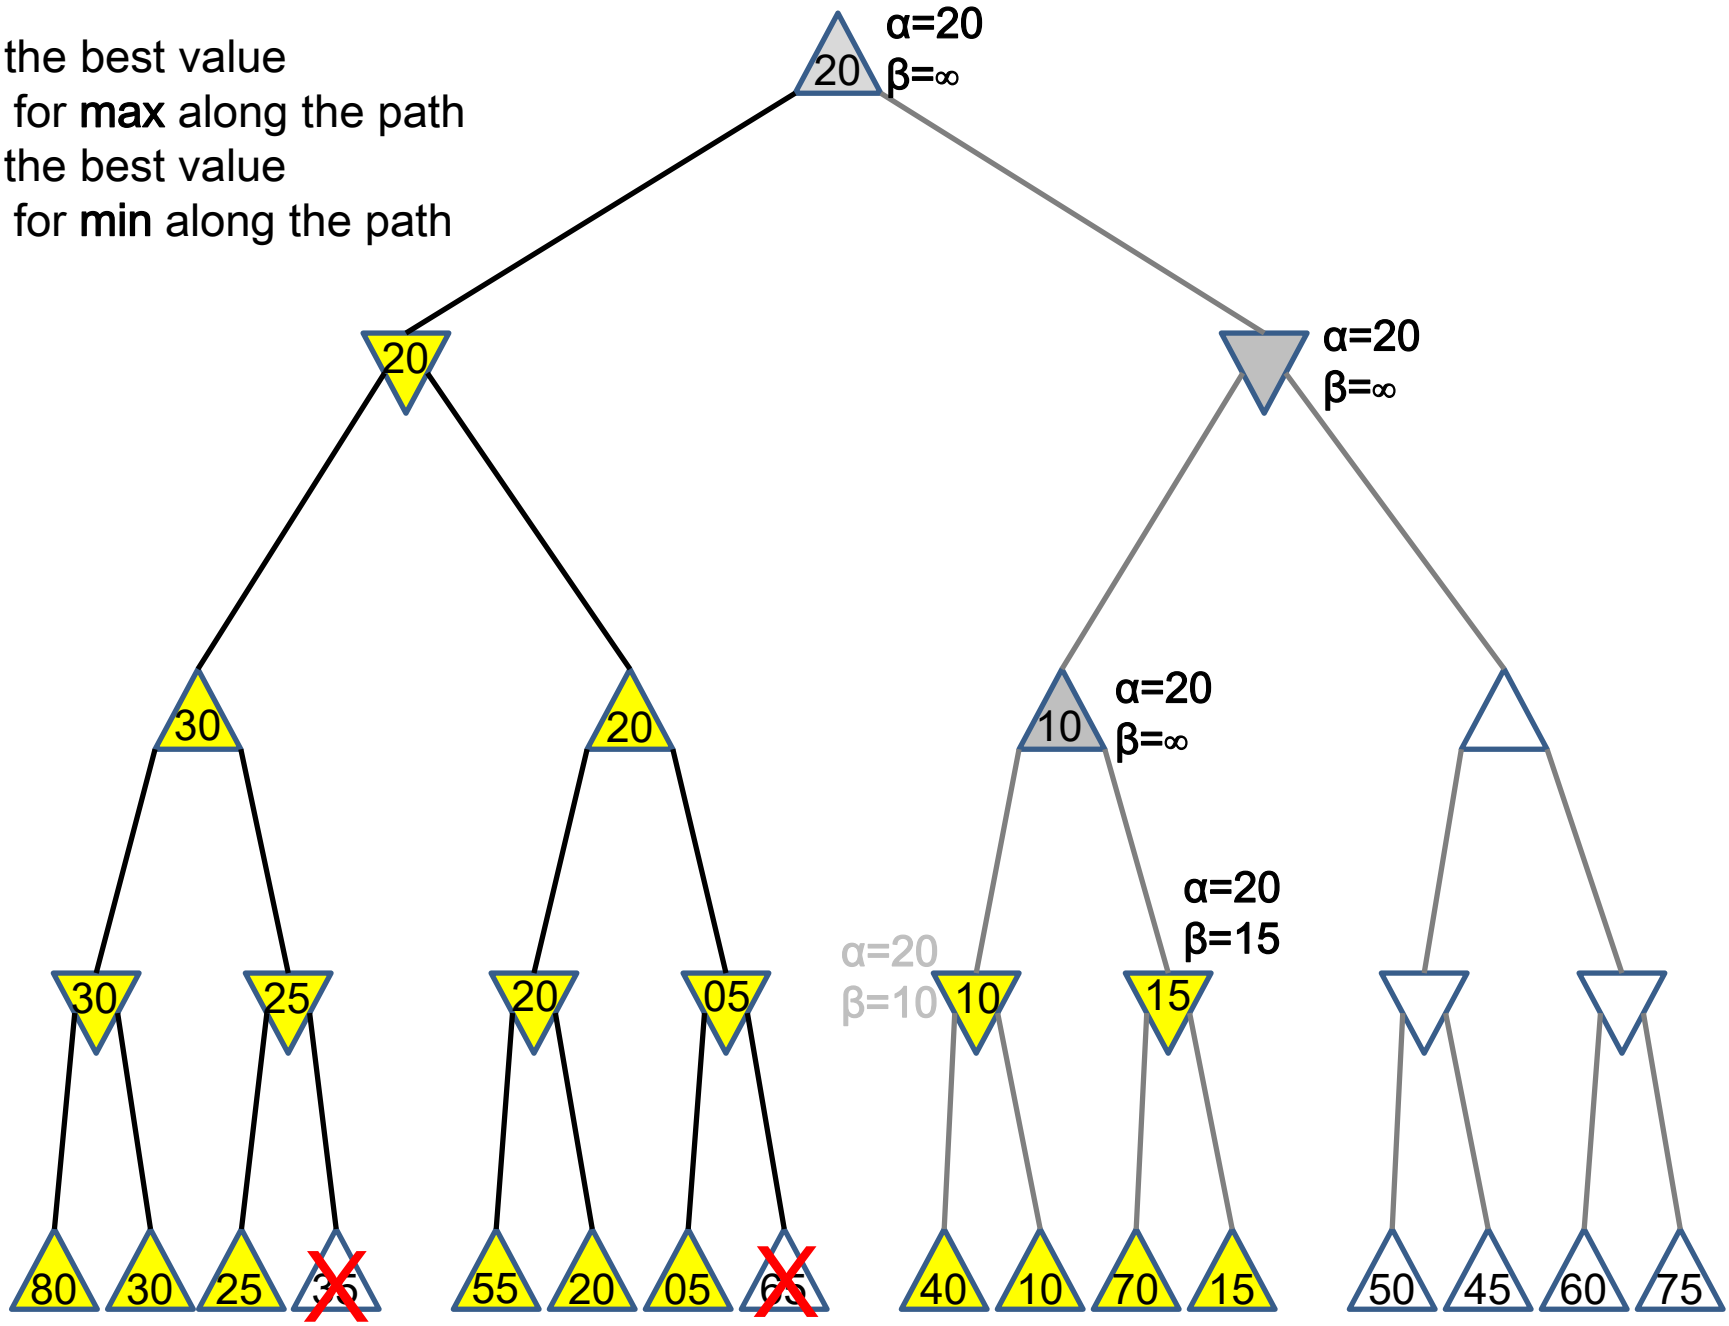 the best value
for max along the path
the best value
for min along the path
α=20
20
β=∞
20
α=20
β=∞
30
20
10
α=20
β=∞
α=20
β=15
α=20
β=10
30
25
20
05
10
15
80
30
25
35
55
20
05
65
40
10
70
15
50
45
60
75